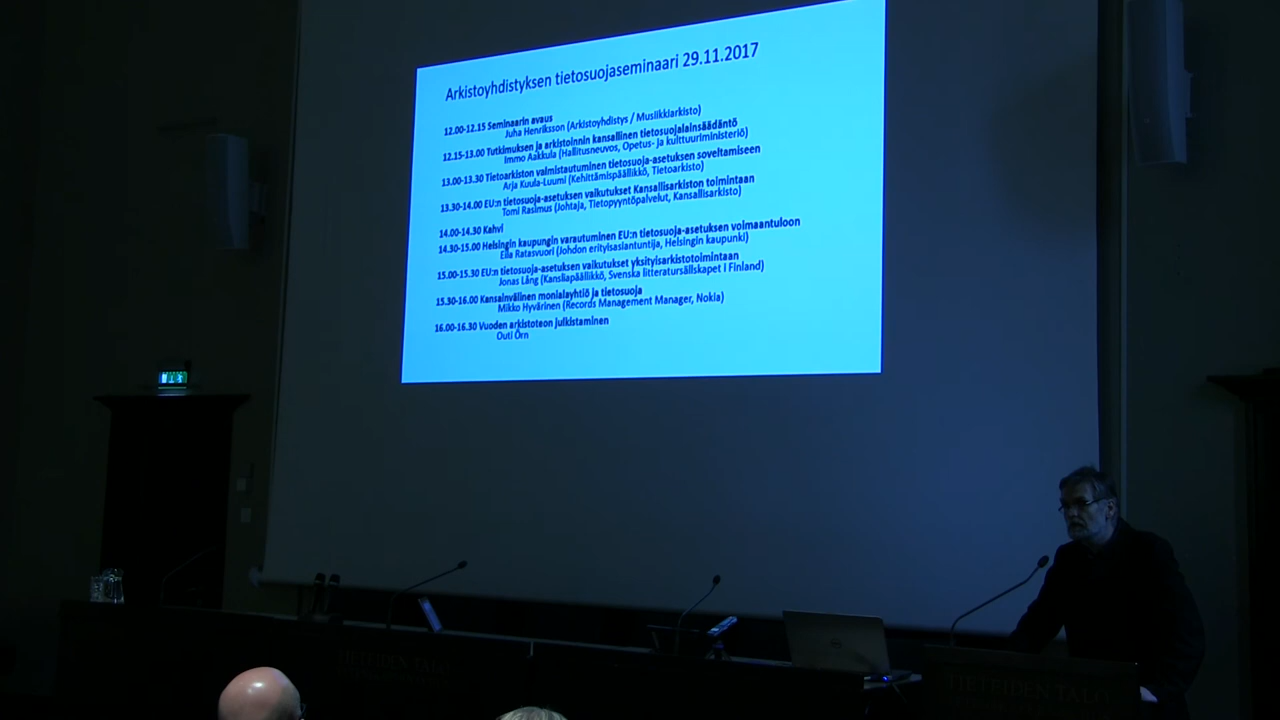 Arkistoyhdistyksen tietosuojaseminaari 29.11.2017
12.00-12.15 Seminaarin avaus
Juha Henriksson (Arkistoyhdistys / Musiikkiarkisto)
12.15-13.00 Tutkimuksen ja arkistoinnin kansallinen tietosuojalainsäädäntö
Immo Aakkula (Hallitusneuvos, Opetus- ja kulttuuriministeriö)
13.00-13.30 Tietoarkiston valmistautuminen tietosuoja-asetuksen soveltamiseen
Arja Kuula-Luumi (Kehittämispäällikkö, Tietoarkisto)
13.30-14.00 EU:n tietosuoja-asetuksen vaikutukset Kansallisarkiston toimintaan
Tomi Rasimus (Johtaja, Tietopyyntöpalvelut, Kansallisarkisto)
14.00-14.30 Kahvi
14.30-15.00 Helsingin kaupungin varautuminen EU:n tietosuoja-asetuksen voimaantuloon
Eila Ratasvuori (Johdon erityisasiantuntija, Helsingin kaupunki)
15.00-15.30 EU:n tietosuoja-asetuksen vaikutukset yksityisarkistotoimintaan
Jonas Lång (Kansliapäällikkö, Svenska litteratursällskapet i Finland)
15.30-16.00 Kansainvälinen monialayhtiö ja tietosuoja
Mikko Hyvärinen (Records Management Manager, Nokia)
16.00-16.30 Vuoden arkistoteon julkistaminen
Outi Örn
TIETEIDEN TALO
DELL
TIETEIDEN TALO